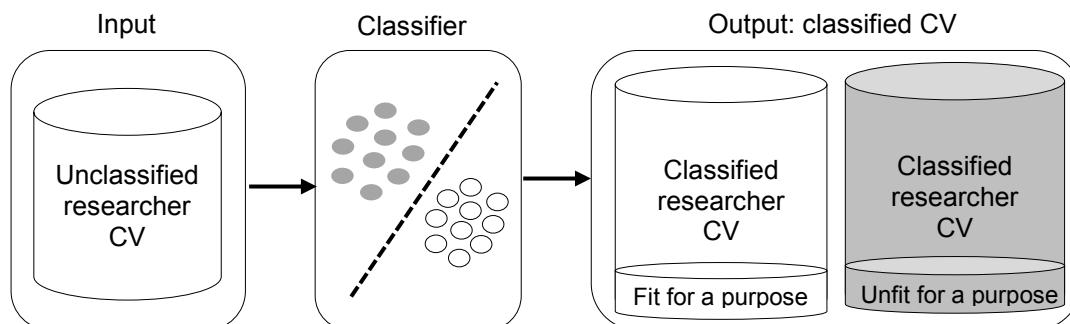 Input
Classifier
Output: classified CV
Unclassified
researcher
CV
Classified
researcher
CV
Fit for a purpose
Classified
researcher
CV
Unfit for a purpose